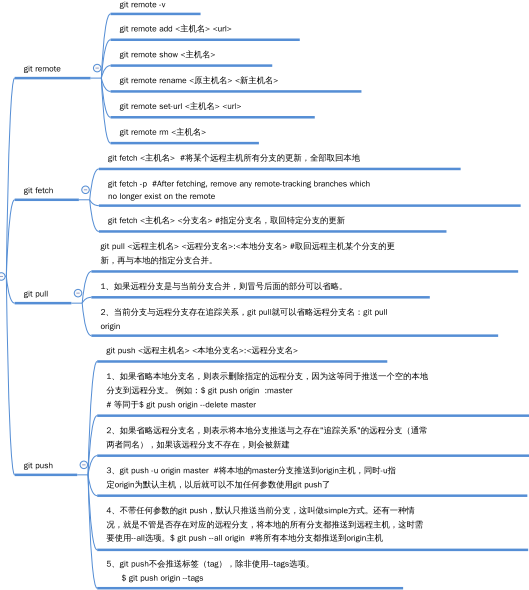 git remote
git remote -v
git remote add <主机名> <url>
git remote show <主机名>
git remote rename <原主机名> <新主机名>
git remote set-url <主机名> <url>
git remote rm <主机名>
git fetch
git fetch <主机名>  #将某个远程主机所有分支的更新，全部取回本地
git fetch -p  #After fetching, remove any remote-tracking branches which
no longer exist on the remote
git fetch <主机名> <分支名> #指定分支名，取回特定分支的更新
git pull
git pull <远程主机名> <远程分支名>:<本地分支名> #取回远程主机某个分支的更
新，再与本地的指定分支合并。
1、如果远程分支是与当前分支合并，则冒号后面的部分可以省略。
2、当前分支与远程分支存在追踪关系，git pull就可以省略远程分支名：git pull
origin
git push
git push <远程主机名> <本地分支名>:<远程分支名>
1、如果省略本地分支名，则表示删除指定的远程分支，因为这等同于推送一个空的本地
分支到远程分支。 例如：$ git push origin  :master
# 等同于$ git push origin --delete master
2、如果省略远程分支名，则表示将本地分支推送与之存在"追踪关系"的远程分支（通常
两者同名），如果该远程分支不存在，则会被新建
3、git push -u origin master  #将本地的master分支推送到origin主机，同时-u指
定origin为默认主机，以后就可以不加任何参数使用git push了
4、不带任何参数的git push，默认只推送当前分支，这叫做simple方式。还有一种情
况，就是不管是否存在对应的远程分支，将本地的所有分支都推送到远程主机，这时需
要使用--all选项。$ git push --all origin  #将所有本地分支都推送到origin主机
5、git push不会推送标签（tag），除非使用--tags选项。
$ git push origin --tags